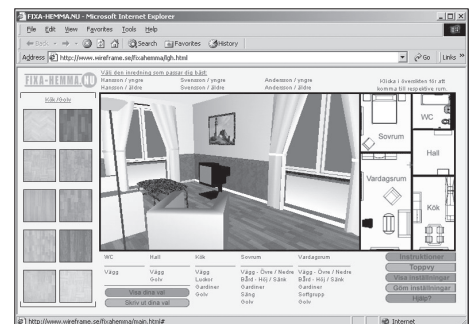 FIXA-HEMMA.NU - Microsoft Internet Explorer
File Edit View Favorites Tools Help
Back Search Favorites History
Address http://www.wireframe.se/fixahemma/lgh.html Go Links »
FIXA-HEMMA.NU
Välj den inredning som passar dig bäst:
Hansson / yngre Svensson / yngre Andersson / yngre
Hansson / äldre Svensson / äldre Andersson / äldre
Klicka i översikten för att
komma till respektive rum.
Kök/Golv
Sovrum
WC
Hall
Vardagsrum
Kök
WC Hall Kök Sovrum Vardagsrum
Vägg Vägg Vägg Vägg - Övre / Nedre Vägg - Övre / Nedre
Golv Luckor Bård - Höj / Sänk Bård - Höj / Sänk
Gardiner Gardiner Gardiner
Golv Säng Soffgrupp
Golv Golv
Visa dina val
Skriv ut dina val
Instruktioner
Toppvy
Visa inställningar
Göm inställningar
Hjälp?
http://www.wireframe.se/fixahemma/main.html# Internet